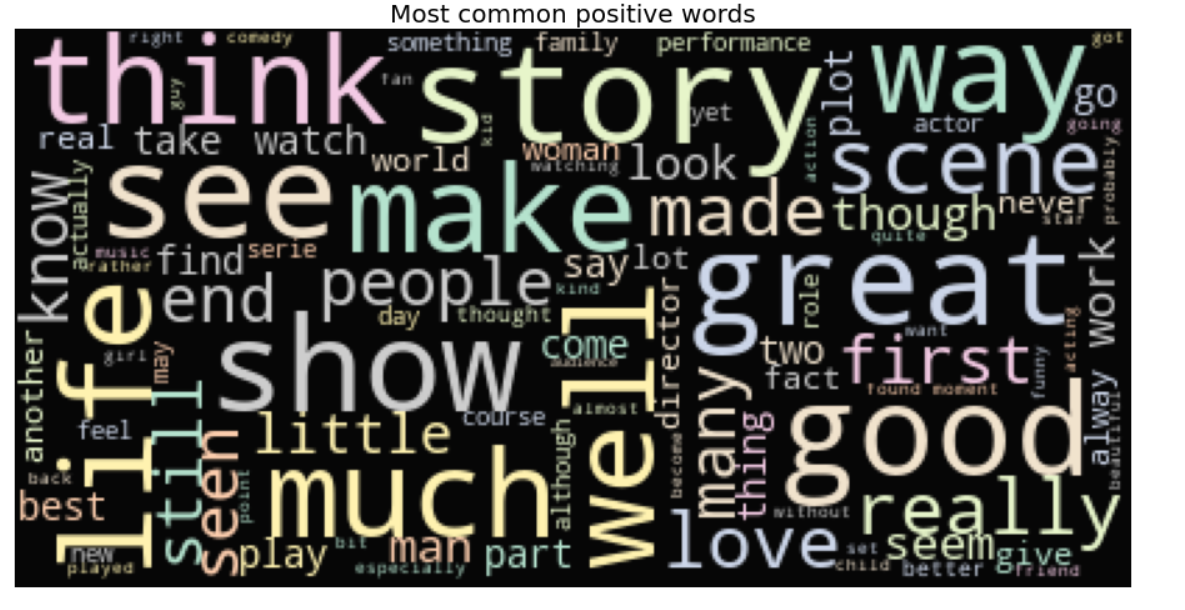 Most common positive words
right
comedy
something
family
performance
got
think
fan
story
way
guy
kid
yet
plot
go
real
take
watch
world
woman
watching
look
action
actor
going
scene
probably
know
actually
see
make
made
though
never
star
quite
music
rather
find
serie
people
say
lot
great
kind
end
day
thought
role
work
life
girl
may
show
come
audience
well
director
two
want
first
fact
acting
funny
found
moment
another
feel
still
seen
little
course
almost
many
thing
good
alway
beautiful
back
best
point
much
although
become
without
really
new
played
play
bit
man
especially
part
love
set
seem
give
child
better
friend